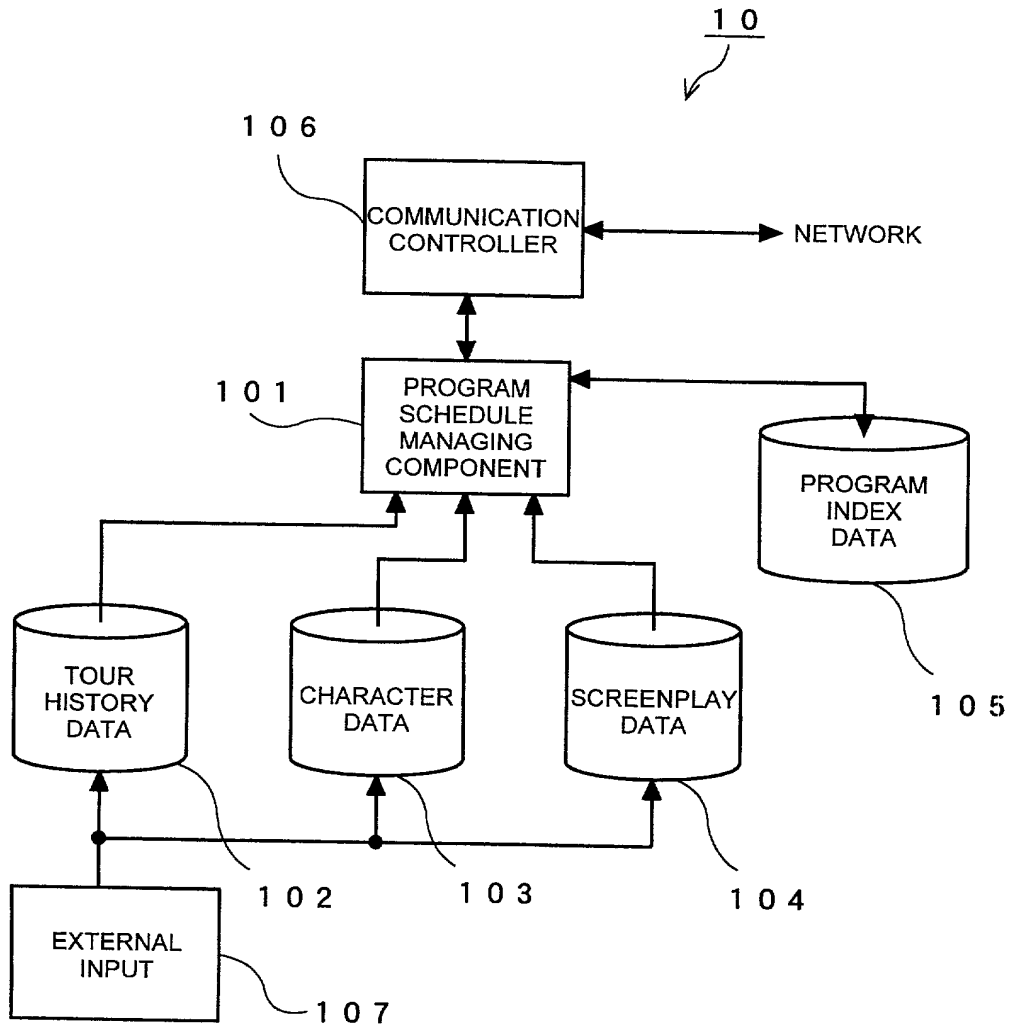 10
106
COMMUNICATION
CONTROLLER
NETWORK
101
PROGRAM
SCHEDULE
MANAGING
COMPONENT
PROGRAM
INDEX
DATA
105
TOUR
HISTORY
DATA
CHARACTER
DATA
SCREENPLAY
DATA
102
103
104
EXTERNAL
INPUT
107